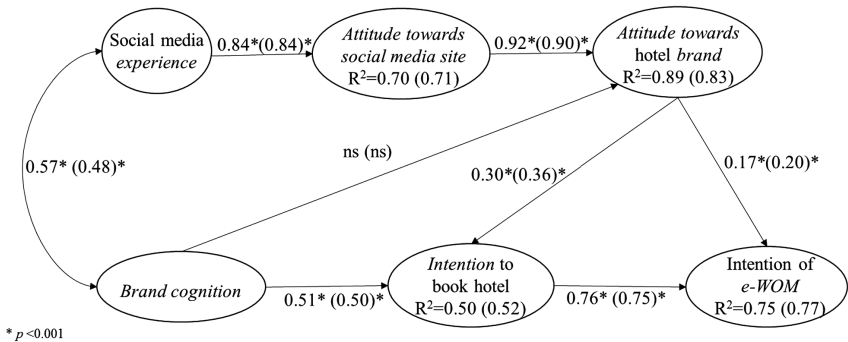 Social media
experience
0.84*(0.84)*
Attitude towards
social media site
R²=0.70 (0.71)
0.92*(0.90)*
Attitude towards
hotel brand
R²=0.89 (0.83)
0.57* (0.48)*
ns (ns)
0.30*(0.36)*
0.17*(0.20)*
Brand cognition
0.51* (0.50)*
Intention to
book hotel
R²=0.50 (0.52)
0.76* (0.75)*
Intention of
e-WOM
R²=0.75 (0.77)
* p <0.001